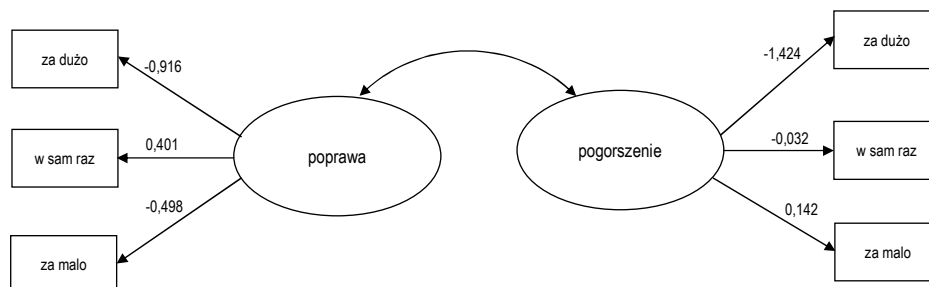 za dużo
-0,916
w sam raz
0,401
poprawa
-0,498
za malo
pogorszenie
-1,424
za dużo
-0,032
w sam raz
0,142
za malo